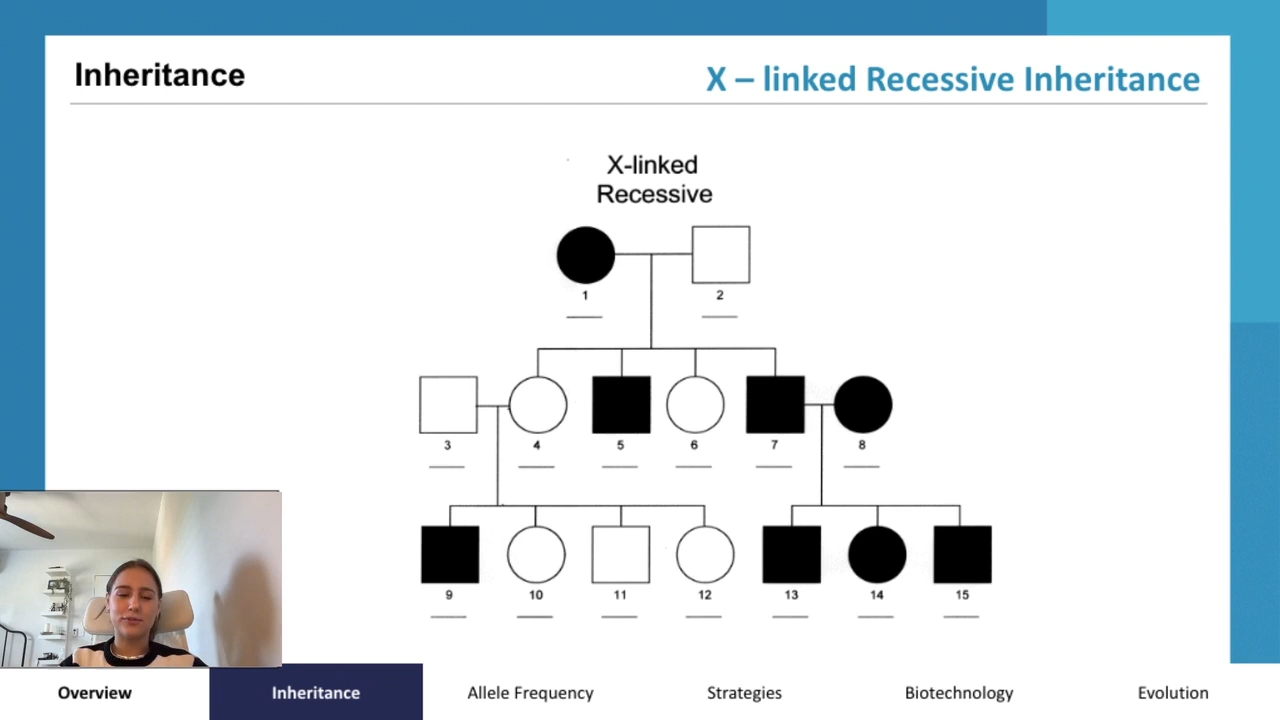 Inheritance
X – linked Recessive Inheritance
X-linked
Recessive
1 2
3 4 5 6 7 8
9 10 11 12 13 14 15
Overview Inheritance Allele Frequency Strategies Biotechnology Evolution